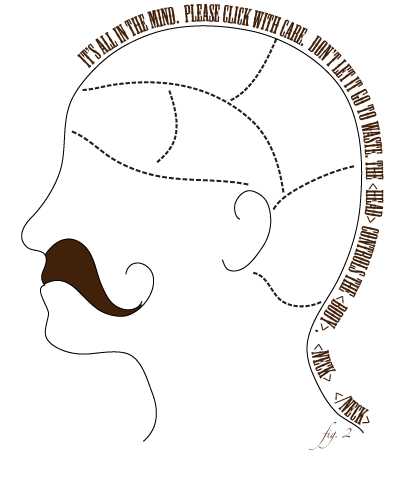 IT'S ALL IN THE MIND. PLEASE CLICK WITH CARE. DON'T LET IT GO TO WASTE. THE <HEAD> CONTROLS THE <BODY>. <NECK> </NECK>
fig. 2